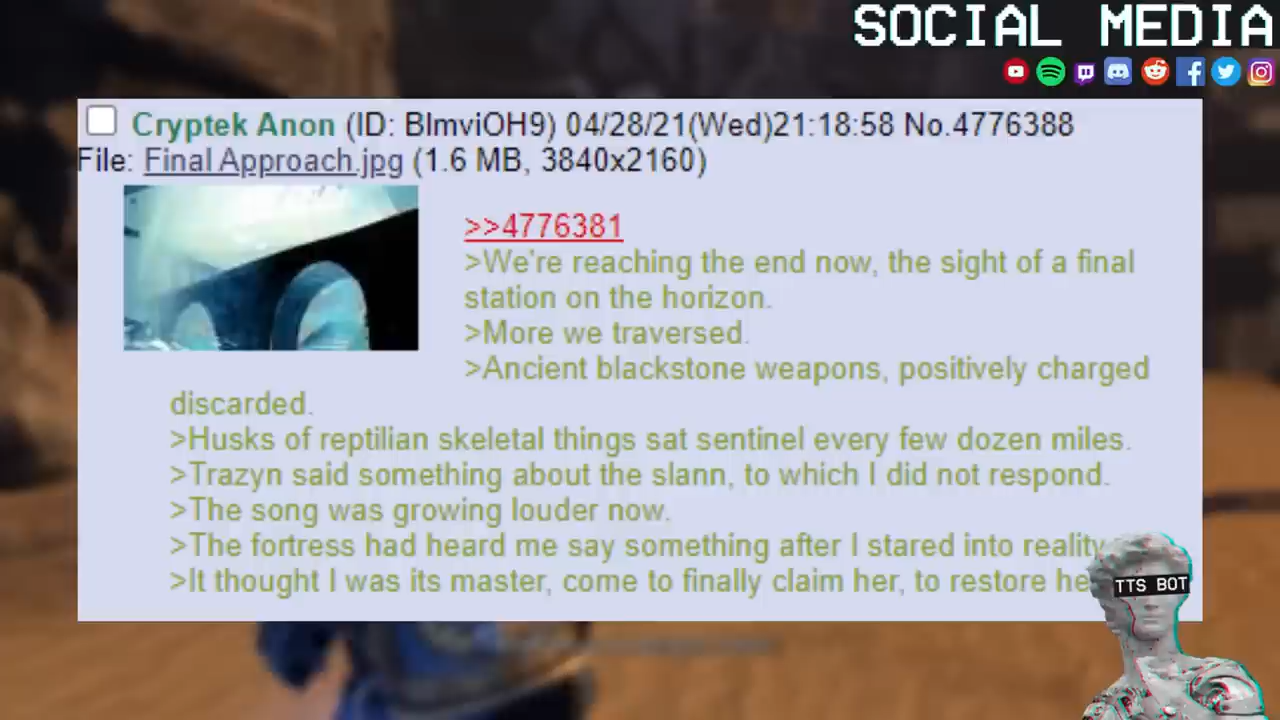 SOCIAL MEDIA
Cryptek Anon (ID: BlmviOH9) 04/28/21(Wed)21:18:58 No.4776388
File: Final Approach.jpg (1.6 MB, 3840x2160)
>>4776381
>We're reaching the end now, the sight of a final
station on the horizon.
>More we traversed.
>Ancient blackstone weapons, positively charged
discarded.
>Husks of reptilian skeletal things sat sentinel every few dozen miles.
>Trazyn said something about the slann, to which I did not respond.
>The song was growing louder now.
>The fortress had heard me say something after I stared into reality
>It thought I was its master, come to finally claim her, to restore
TTS BOT